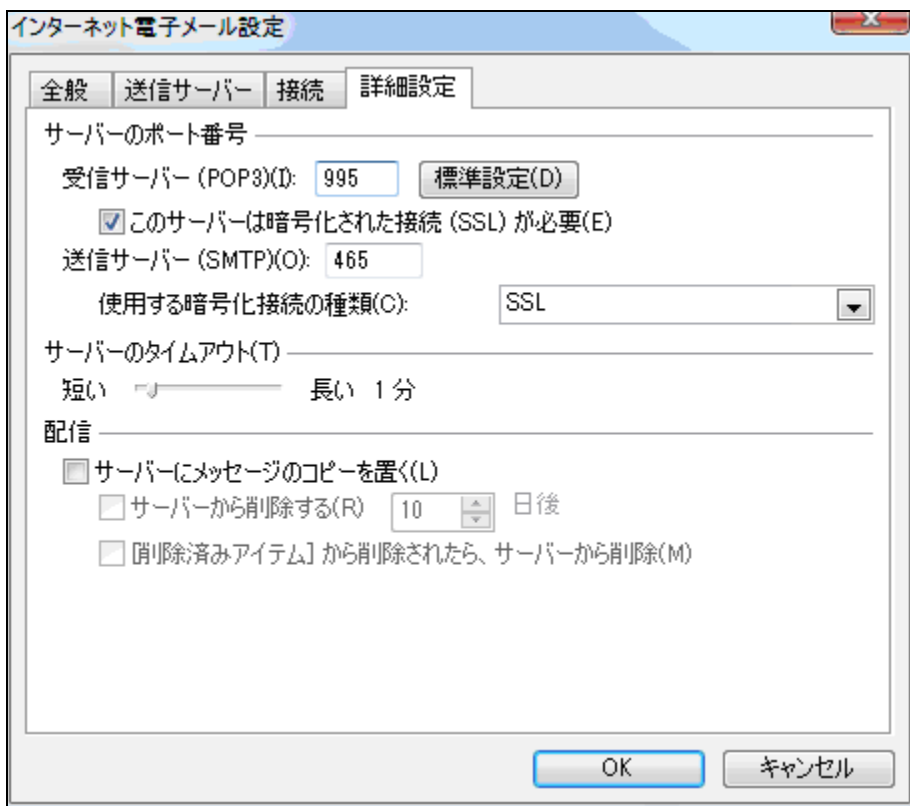 インターネット電子メール設定
全般 送信サーバー 接続 詳細設定
サーバーのポート番号
受信サーバー (POP3)(I): 995 標準設定(D)
このサーバーは暗号化された接続 (SSL) が必要(E)
送信サーバー (SMTP)(O): 465
使用する暗号化接続の種類(C): SSL
サーバーのタイムアウト(T)
短い 長い 1 分
配信
サーバーにメッセージのコピーを置く(L)
サーバーから削除する(R) 10 日後
[削除済みアイテム] から削除されたら、サーバーから削除(M)
OK キャンセル